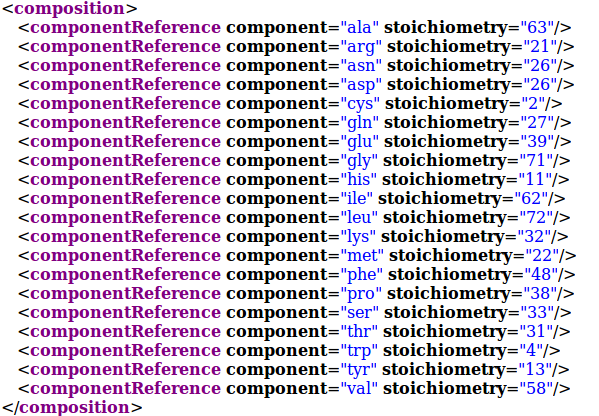 <composition>
<componentReference component="ala" stoichiometry="63"/>
<componentReference component="arg" stoichiometry="21"/>
<componentReference component="asn" stoichiometry="26"/>
<componentReference component="asp" stoichiometry="26"/>
<componentReference component="cys" stoichiometry="2"/>
<componentReference component="gln" stoichiometry="27"/>
<componentReference component="glu" stoichiometry="39"/>
<componentReference component="gly" stoichiometry="71"/>
<componentReference component="his" stoichiometry="11"/>
<componentReference component="ile" stoichiometry="62"/>
<componentReference component="leu" stoichiometry="72"/>
<componentReference component="lys" stoichiometry="32"/>
<componentReference component="met" stoichiometry="22"/>
<componentReference component="phe" stoichiometry="48"/>
<componentReference component="pro" stoichiometry="38"/>
<componentReference component="ser" stoichiometry="33"/>
<componentReference component="thr" stoichiometry="31"/>
<componentReference component="trp" stoichiometry="4"/>
<componentReference component="tyr" stoichiometry="13"/>
<componentReference component="val" stoichiometry="58"/>
</composition>